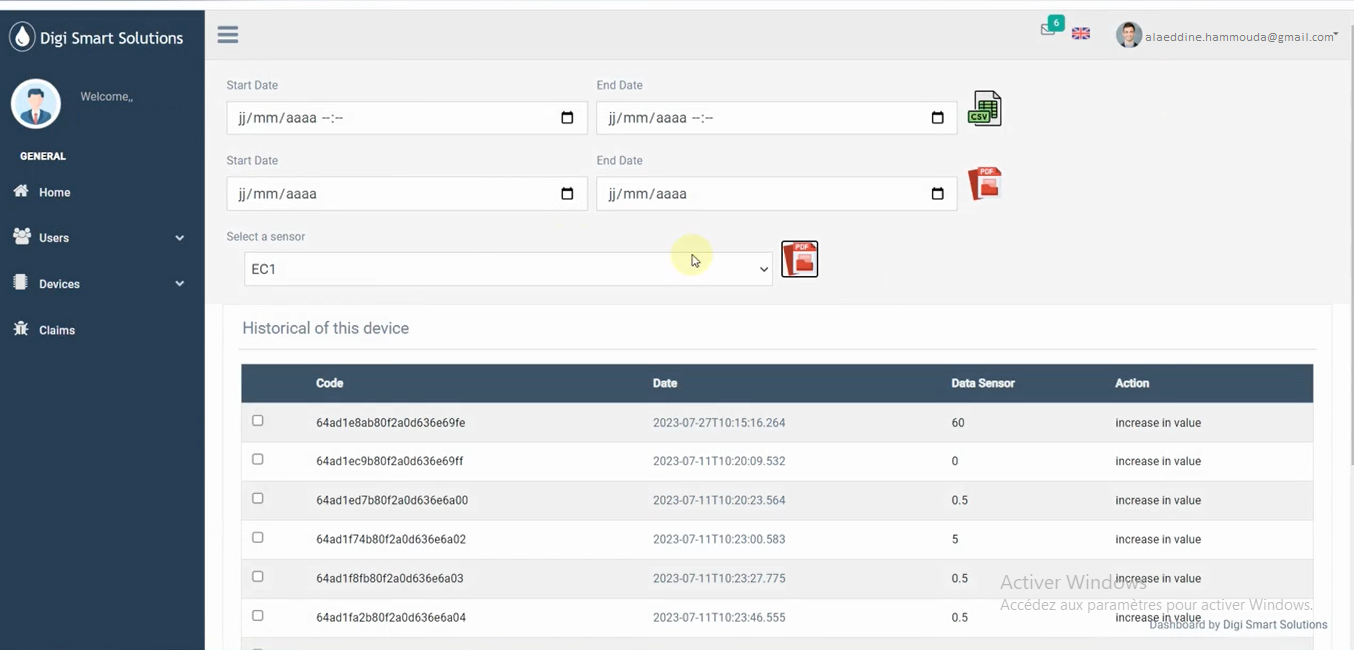 Digi Smart Solutions
6
alaeddine.hammouda@gmail.com
Welcome,,
GENERAL
Home
Users
Devices
Claims
Start Date
End Date
jj/mm/aaaa --:--
jj/mm/aaaa --:--
CSV
Start Date
End Date
jj/mm/aaaa
jj/mm/aaaa
PDF
Select a sensor
EC1
PDF
Historical of this device
Code Date Data Sensor Action
64ad1e8ab80f2a0d636e69fe 2023-07-27T10:15:16.264 60 increase in value
64ad1ec9b80f2a0d636e69ff 2023-07-11T10:20:09.532 0 increase in value
64ad1ed7b80f2a0d636e6a00 2023-07-11T10:20:23.564 0.5 increase in value
64ad1f74b80f2a0d636e6a02 2023-07-11T10:23:00.583 5 increase in value
64ad1f8fb80f2a0d636e6a03 2023-07-11T10:23:27.775 0.5 increase in value
64ad1fa2b80f2a0d636e6a04 2023-07-11T10:23:46.555 0.5 increase in value
Activer Windows
Accédez aux paramètres pour activer Windows.
Dashboard by Digi Smart Solutions